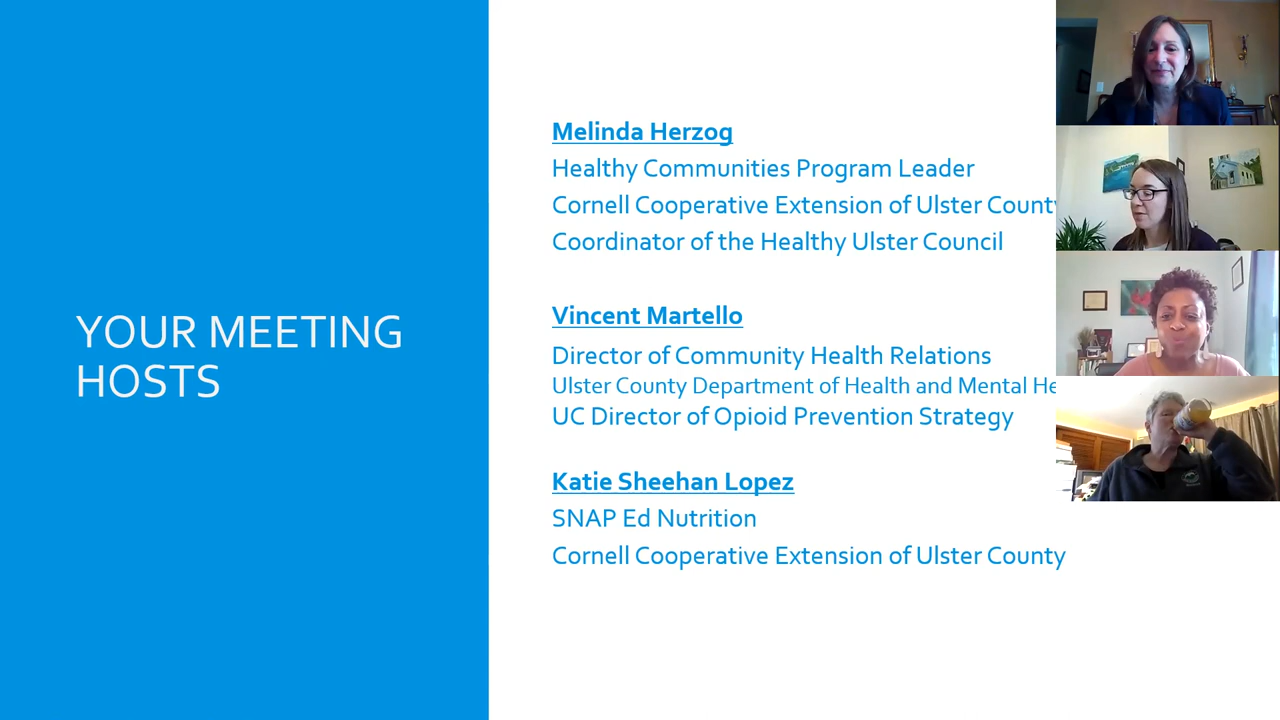 YOUR MEETING
HOSTS
Melinda Herzog
Healthy Communities Program Leader
Cornell Cooperative Extension of Ulster County
Coordinator of the Healthy Ulster Council
Vincent Martello
Director of Community Health Relations
Ulster County Department of Health and Mental He
UC Director of Opioid Prevention Strategy
Katie Sheehan Lopez
SNAP Ed Nutrition
Cornell Cooperative Extension of Ulster County